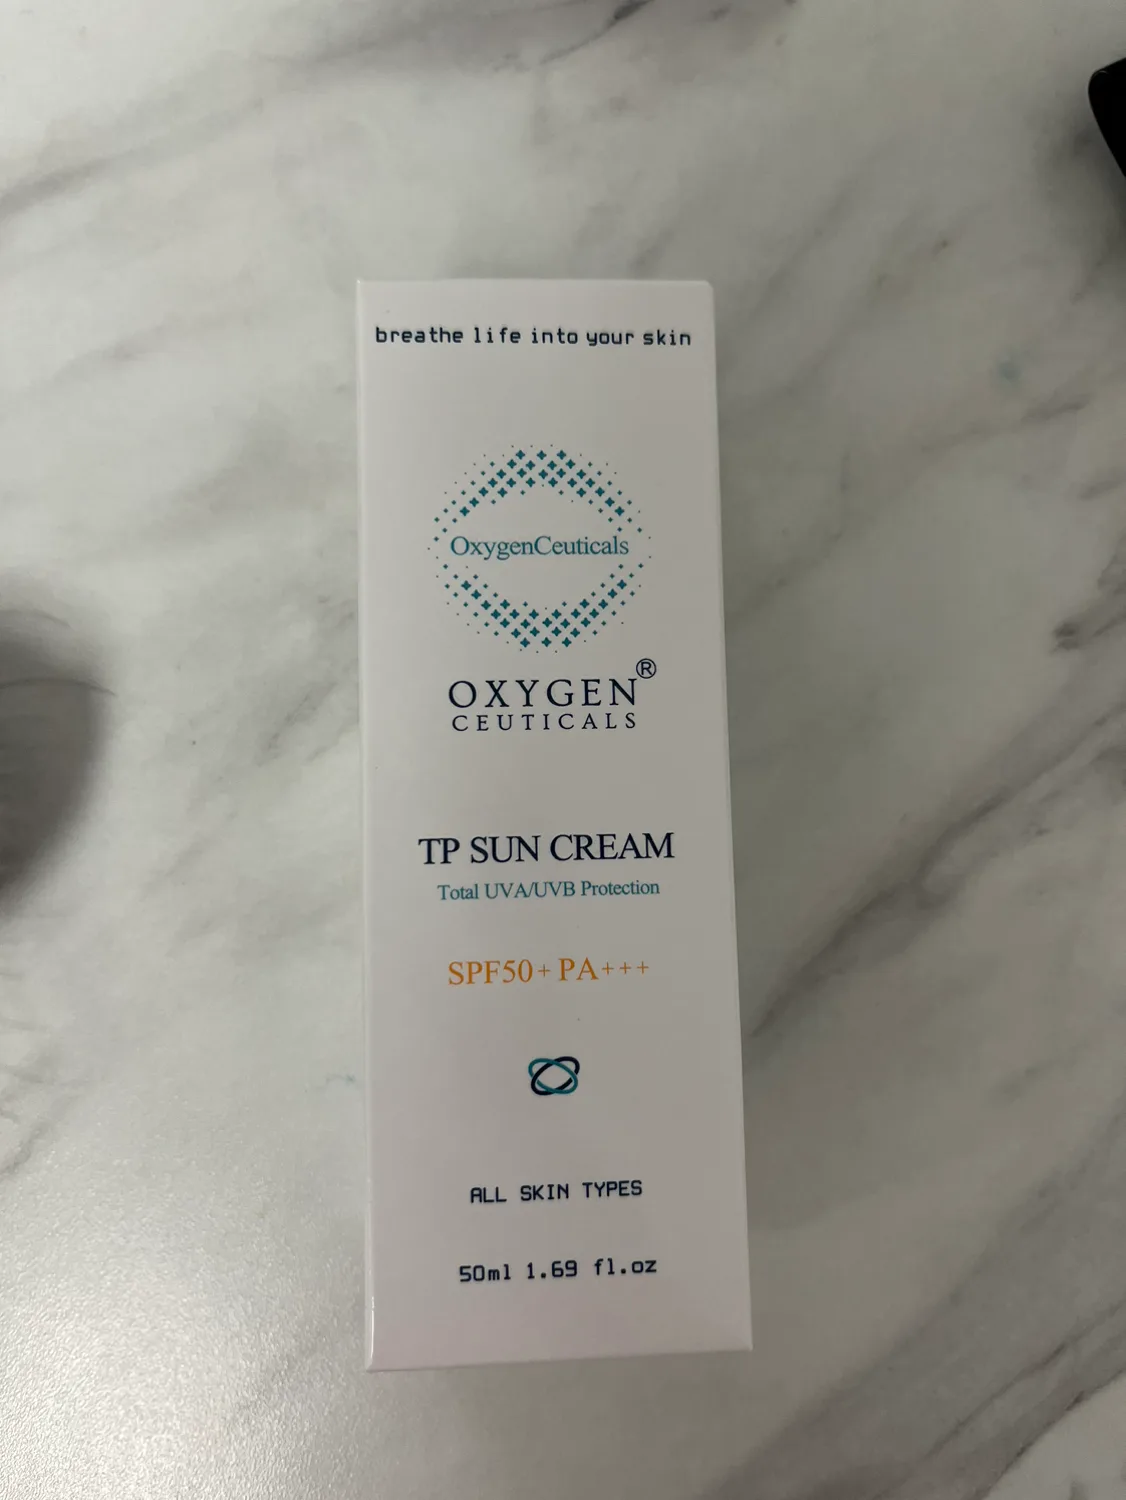 breathe life into your skin
OxygenCeuticals
OXYGEN®
CEUTICALS
TP SUN CREAM
Total UVA/UVB Protection
SPF50+ PA+++
ALL SKIN TYPES
50ml 1.69 fl.oz